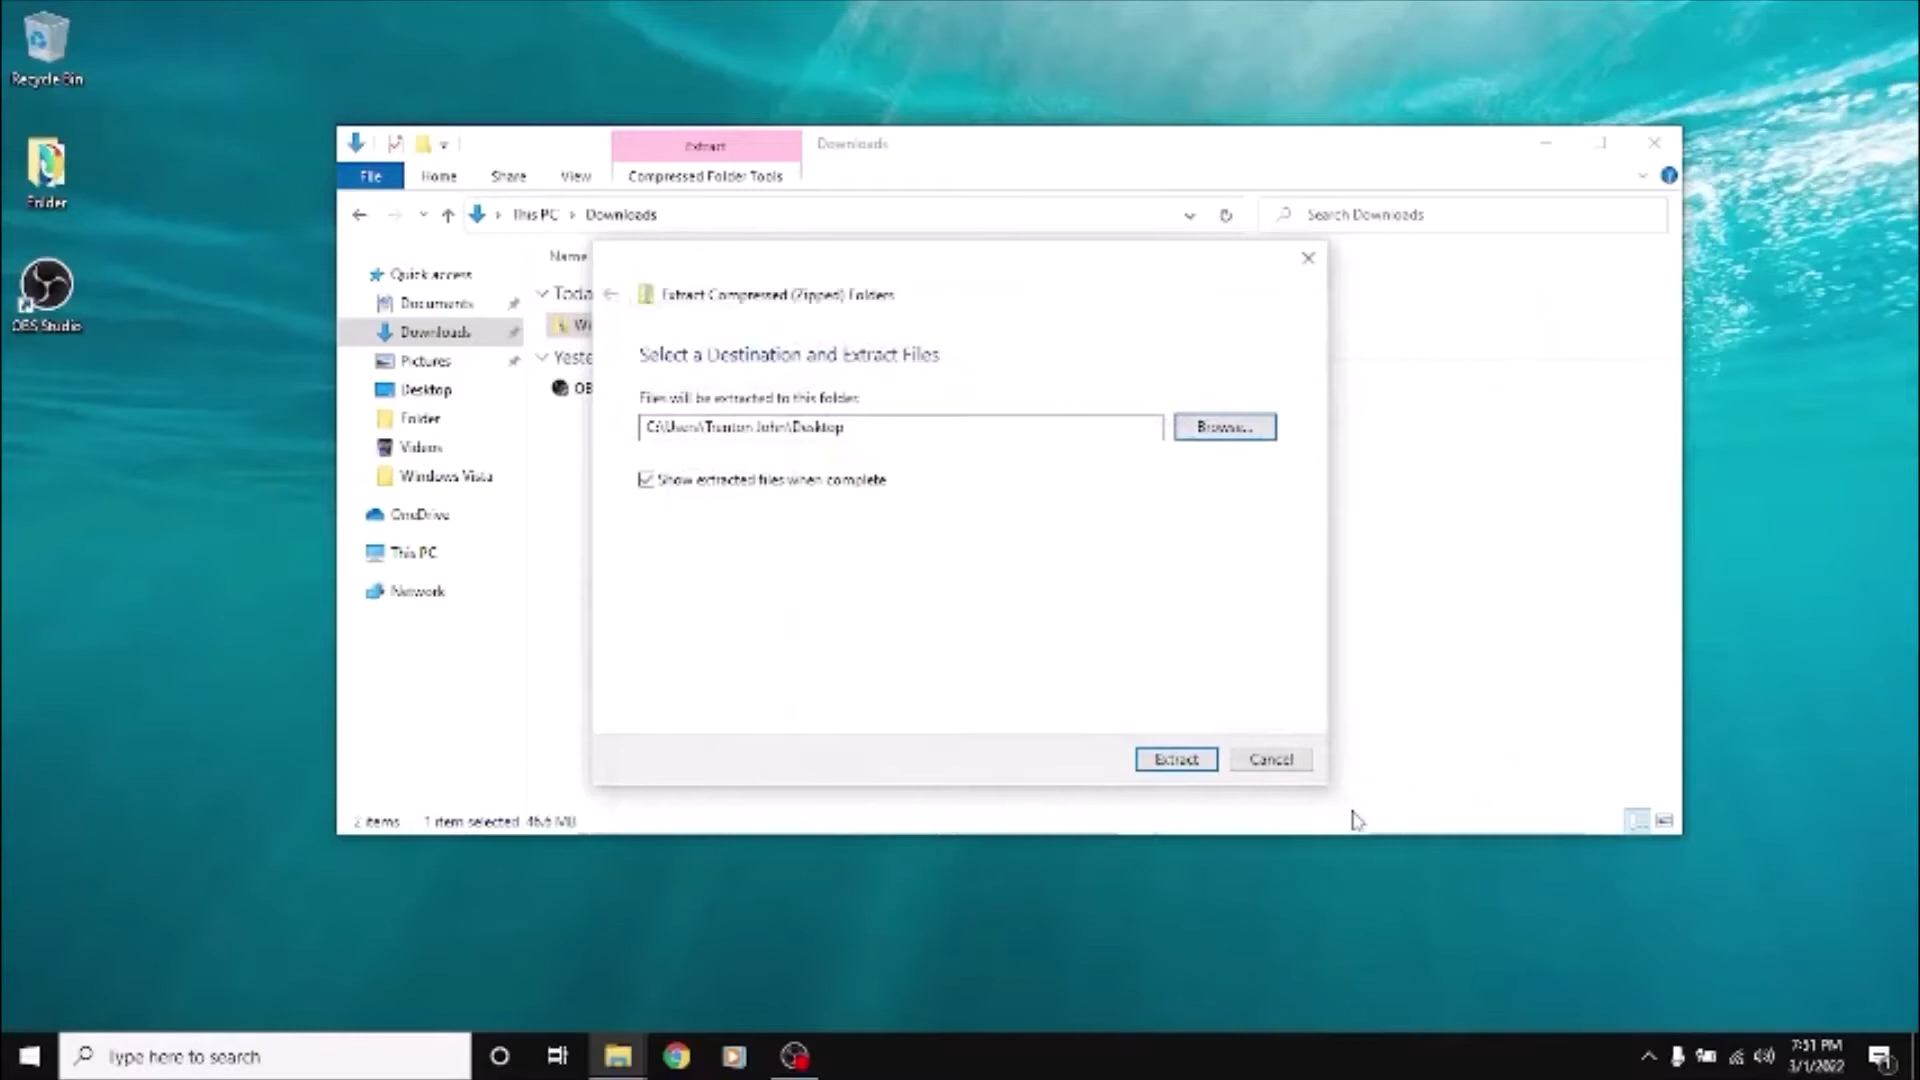 Recycle Bin
Folder
OBS Studio
Extract
Downloads
File
Home
Share
View
Compressed Folder Tools
This PC
Downloads
Search Downloads
Name
Quick access
Documents
Downloads
Pictures
Desktop
Folder
Videos
Windows Vista
OneDrive
This PC
Network
Toda
Wi
Yeste
OB
Extract Compressed (Zipped) Folders
Select a Destination and Extract Files
Files will be extracted to this folder:
C:\Users\Trenton John\Desktop
Browse...
Show extracted files when complete
Extract
Cancel
2 items
1 item selected 46.6 MB
Type here to search
7:51 PM
3/1/2022
1